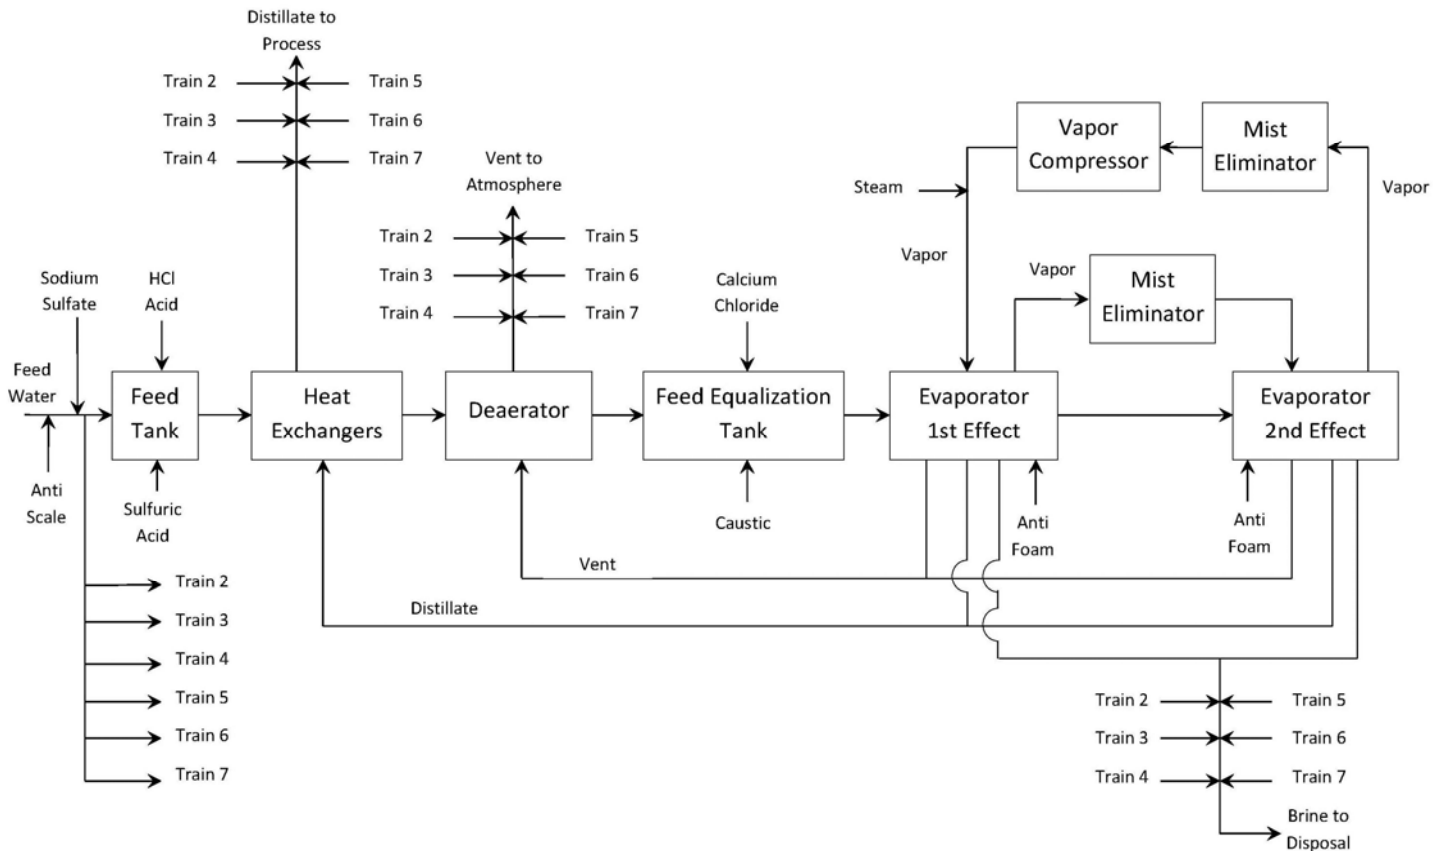 Distillate to
Process
Train 2
Train 5
Train 3
Train 6
Train 4
Train 7
Vent to
Atmosphere
Train 2
Train 5
Train 3
Train 6
Train 4
Train 7
Vapor
Compressor
Mist
Eliminator
Steam
Vapor
Vapor
Vapor
Mist
Eliminator
Sodium
Sulfate
HCl
Acid
Calcium
Chloride
Feed
Water
Feed
Tank
Heat
Exchangers
Deaerator
Feed Equalization
Tank
Evaporator
1st Effect
Evaporator
2nd Effect
Anti
Scale
Sulfuric
Acid
Caustic
Anti
Foam
Anti
Foam
Vent
Distillate
Train 2
Train 3
Train 4
Train 5
Train 6
Train 7
Train 2
Train 5
Train 3
Train 6
Train 4
Train 7
Brine to
Disposal